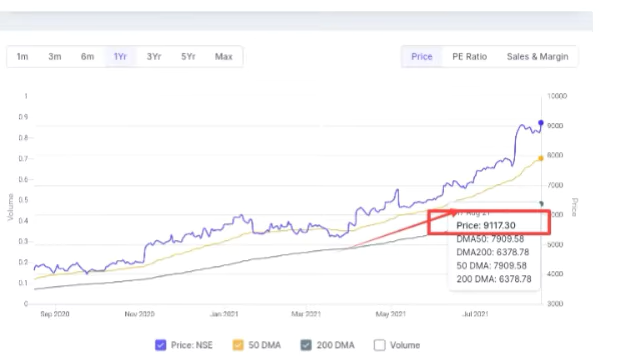 1m 3m 6m 1Yr 3Yr 5Yr Max Price PE Ratio Sales & Margin
1 10000
0.9
0.8 9000
0.7 8000
0.6
0.5 7000
0.4 6000
0.3 5000
0.2 4000
0.1
0 3000
Volume
Price
Aug 21
Price: 9117.30
DMA50: 7909.58
DMA200: 6378.78
50 DMA: 7909.58
200 DMA: 6378.78
Sep 2020 Nov 2020 Jan 2021 Mar 2021 May 2021 Jul 2021
Price: NSE 50 DMA 200 DMA Volume